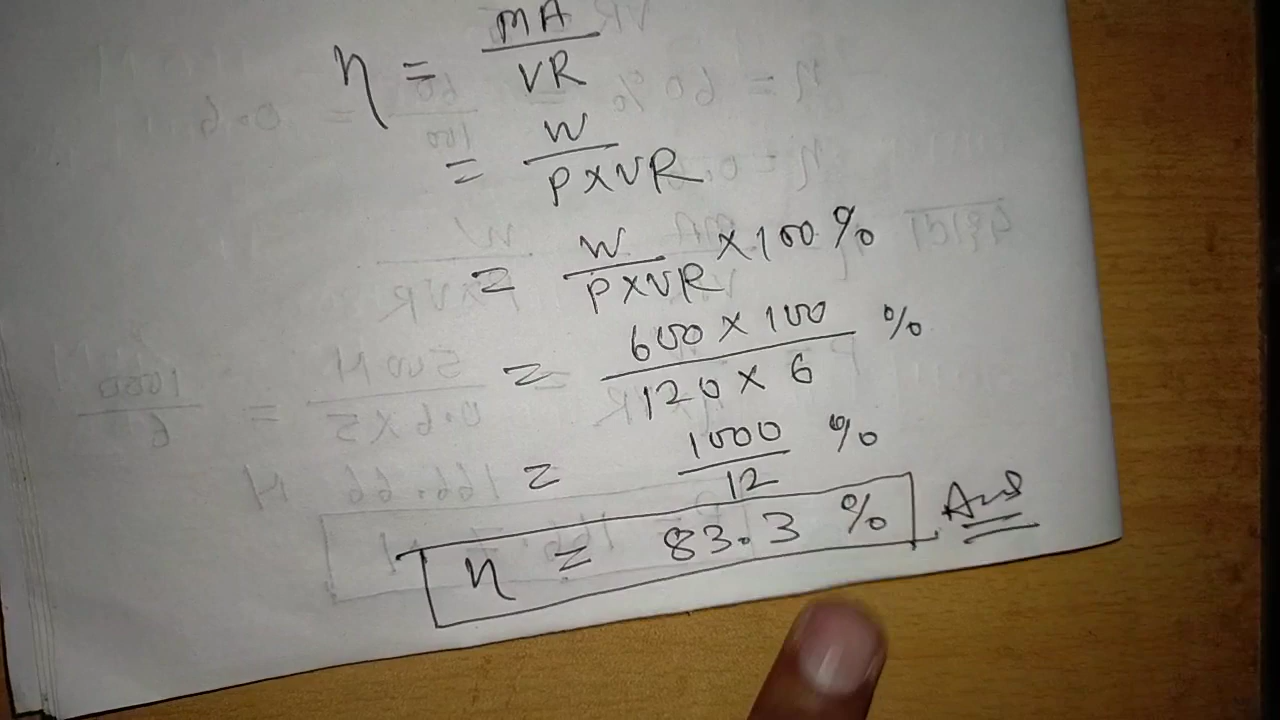 η = MA / VR
= W / P×VR
= W / P×VR × 100 %
= 600 × 100 / 120 × 6 %
= 1000 / 12 %
η = 83.3 % Ans